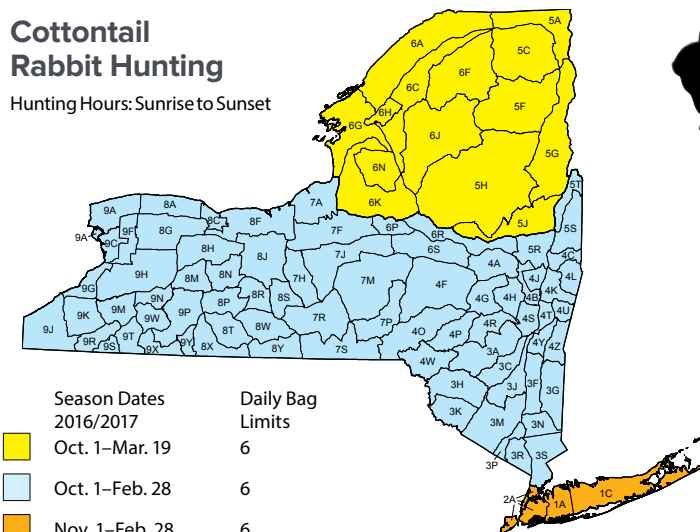 Cottontail
Rabbit Hunting
Hunting Hours: Sunrise to Sunset
5A
6A
5C
6F
6C
5F
6H
6G
6J
5G
6N
5H
6K
5T
5J
9A
8A
7A
8C
8F
6P
5S
9A
9F
8G
7F
6R
9C
8H
8J
7J
6S
5R
4C
4A
9H
8M
8N
7H
7M
4F
4J
4L
9G
8R
8S
4G
4H
4B
4K
9K
9M
9N
9P
8P
7R
4U
9W
4S
4T
9J
8T
8W
7P
4O
4P
4R
9R
9S
9T
9X
9Y
8X
8Y
7S
3A
4Y
4Z
4W
3C
3H
3J
3F
3G
3K
3M
3N
3P
3R
3S
2A
1A
1C
Season Dates
2016/2017
Daily Bag
Limits
Oct. 1–Mar. 19
6
Oct. 1–Feb. 28
6
Nov. 1–Feb. 28
6